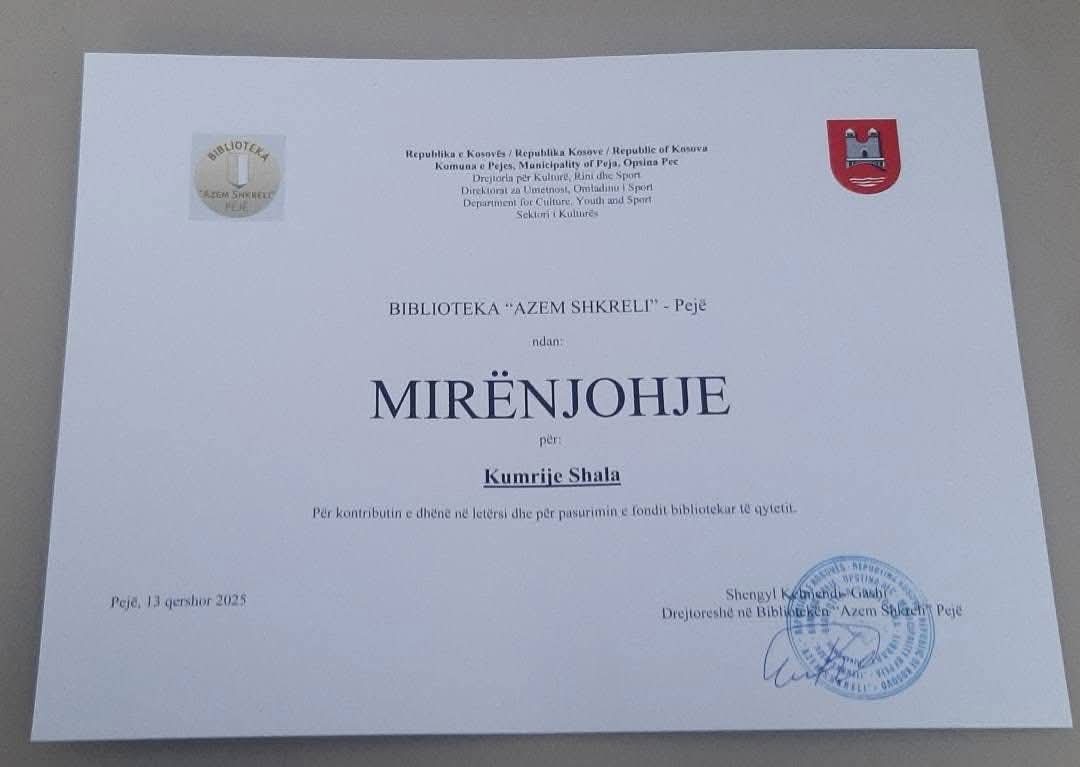 BIBLIOTEKA
"AZEM SHKRELI"
PEJË
Republika e Kosovës / Republika Kosove / Republic of Kosova
Komuna e Pejes, Municipality of Peja, Opsina Pec
Drejtoria për Kulturë, Rini dhe Sport
Direktorat za Umetnost, Omladinu i Sport
Department for Culture, Youth and Sport
Sektori i Kulturës
BIBLIOTEKA “AZEM SHKRELI” - Pejë
ndan:
MIRËNJOHJE
për:
Kumrije Shala
Për kontributin e dhënë në letërsi dhe për pasurimin e fondit bibliotekar të qytetit.
Pejë, 13 qershor 2025
Shengyl Kelmendi-Gashi
Drejtoreshë në Bibliotekën “Azem Shkreli” Pejë